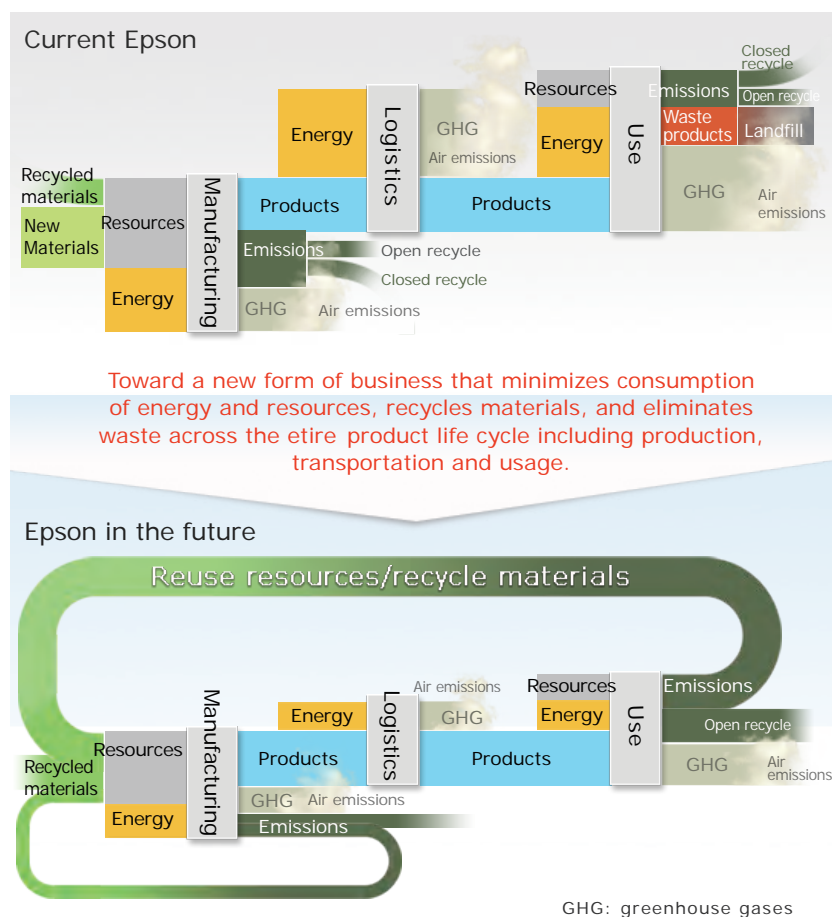 Current Epson
Closed
recycle
Resources
Emissions
Open recycle
Energy
Logistics
GHG
Air emissions
Energy
Use
Waste
products
Landfill
Recycled
materials
New
Materials
Resources
Manufacturing
Products
Products
GHG
Air
emissions
Emissions
Open recycle
Closed recycle
Energy
GHG
Air emissions
Toward a new form of business that minimizes consumption
of energy and resources, recycles materials, and eliminates
waste across the etire product life cycle including production,
transportation and usage.
Epson in the future
Reuse resources/recycle materials
Air emissions
Resources
Emissions
Energy
Logistics
GHG
Energy
Use
Open recycle
Manufacturing
Resources
Products
Products
GHG
Air
emissions
Recycled
materials
GHG
Air emissions
Energy
Emissions
GHG: greenhouse gases